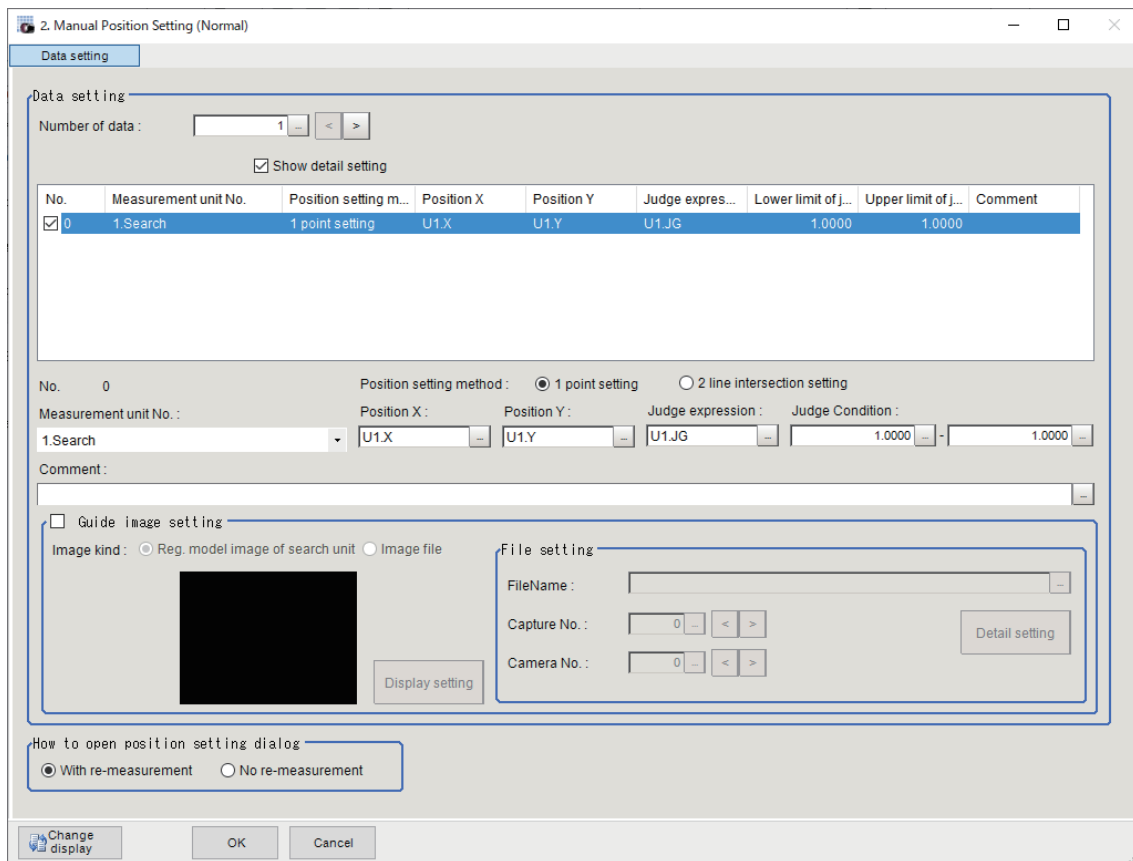 2. Manual Position Setting (Normal)
Data setting
Data setting
Number of data : 1 ... < >
Show detail setting
No. Measurement unit No. Position setting m... Position X Position Y Judge expres... Lower limit of j... Upper limit of j... Comment
0 1.Search 1 point setting U1.X U1.Y U1.JG 1.0000 1.0000
No. 0 Position setting method : 1 point setting 2 line intersection setting
Measurement unit No. : Position X : Position Y : Judge expression : Judge Condition :
1.Search U1.X ... U1.Y ... U1.JG ... 1.0000 ... - 1.0000 ...
Comment :
...
Guide image setting
Image kind : Reg. model image of search unit Image file
File setting
FileName : ...
Capture No. : 0 ... < >
Detail setting
Camera No. : 0 ... < >
Display setting
How to open position setting dialog
With re-measurement No re-measurement
Change display OK Cancel